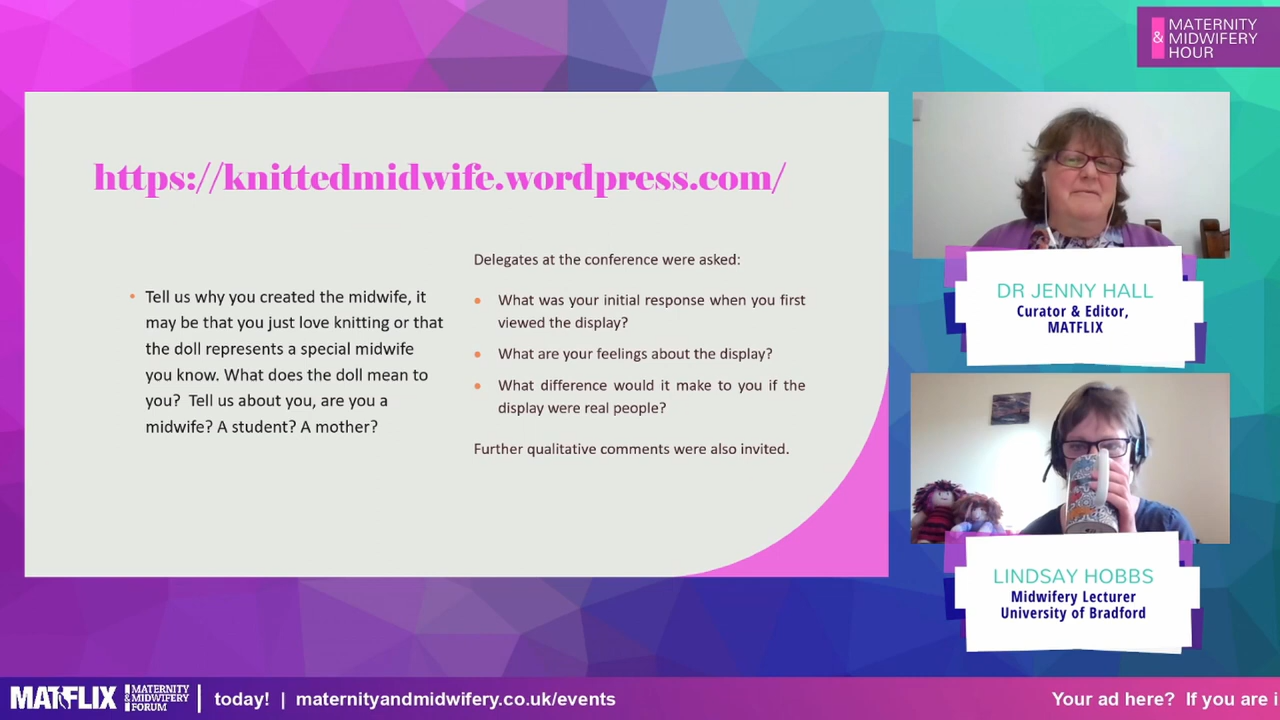 MATERNITY
& MIDWIFERY
HOUR
https://knittedmidwife.wordpress.com/
• Tell us why you created the midwife, it
may be that you just love knitting or that
the doll represents a special midwife
you know. What does the doll mean to
you? Tell us about you, are you a
midwife? A student? A mother?
Delegates at the conference were asked:
• What was your initial response when you first
viewed the display?
• What are your feelings about the display?
• What difference would it make to you if the
display were real people?
Further qualitative comments were also invited.
DR JENNY HALL
Curator & Editor,
MATFLIX
LINDSAY HOBBS
Midwifery Lecturer
University of Bradford
MATFLIX
MATERNITY
& MIDWIFERY
FORUM
today! | maternityandmidwifery.co.uk/events
Your ad here? If you are i